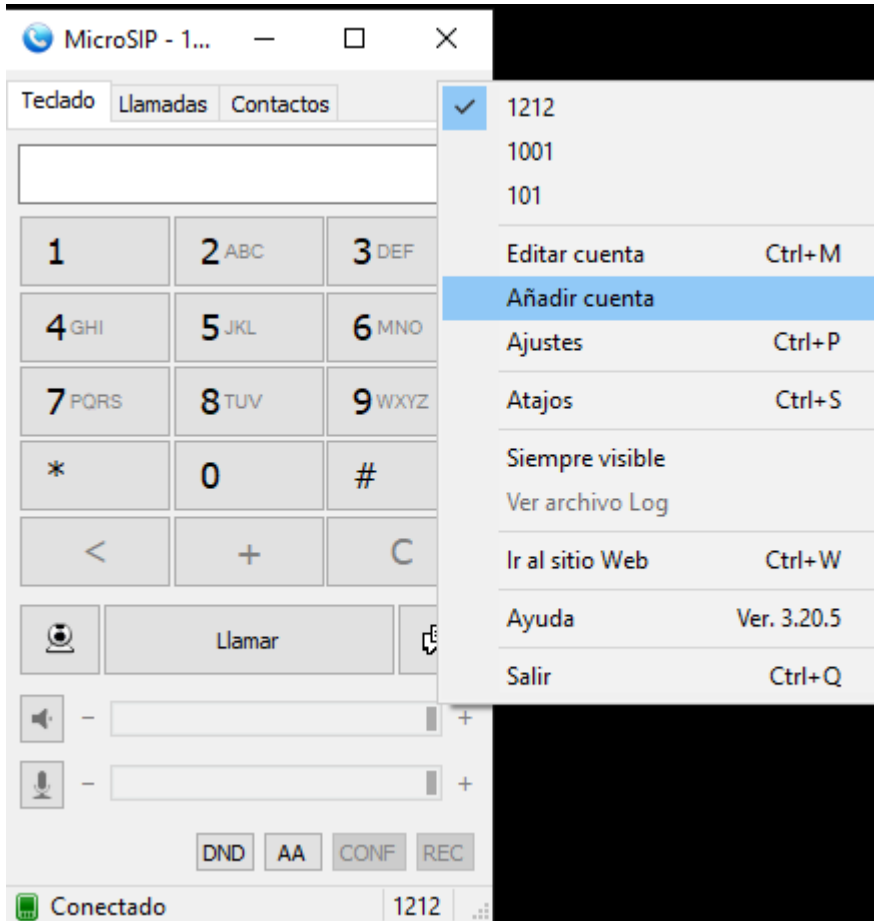 MicroSIP - 1...
Teclado Llamadas Contactos
1 2 ABC 3 DEF
4 GHI 5 JKL 6 MNO
7 PQRS 8 TUV 9 WXYZ
* 0 #
< + C
Llamar
- +
- +
DND AA CONF REC
Conectado 1212
✓ 1212
1001
101
Editar cuenta Ctrl+M
Añadir cuenta
Ajustes Ctrl+P
Atajos Ctrl+S
Siempre visible
Ver archivo Log
Ir al sitio Web Ctrl+W
Ayuda Ver. 3.20.5
Salir Ctrl+Q